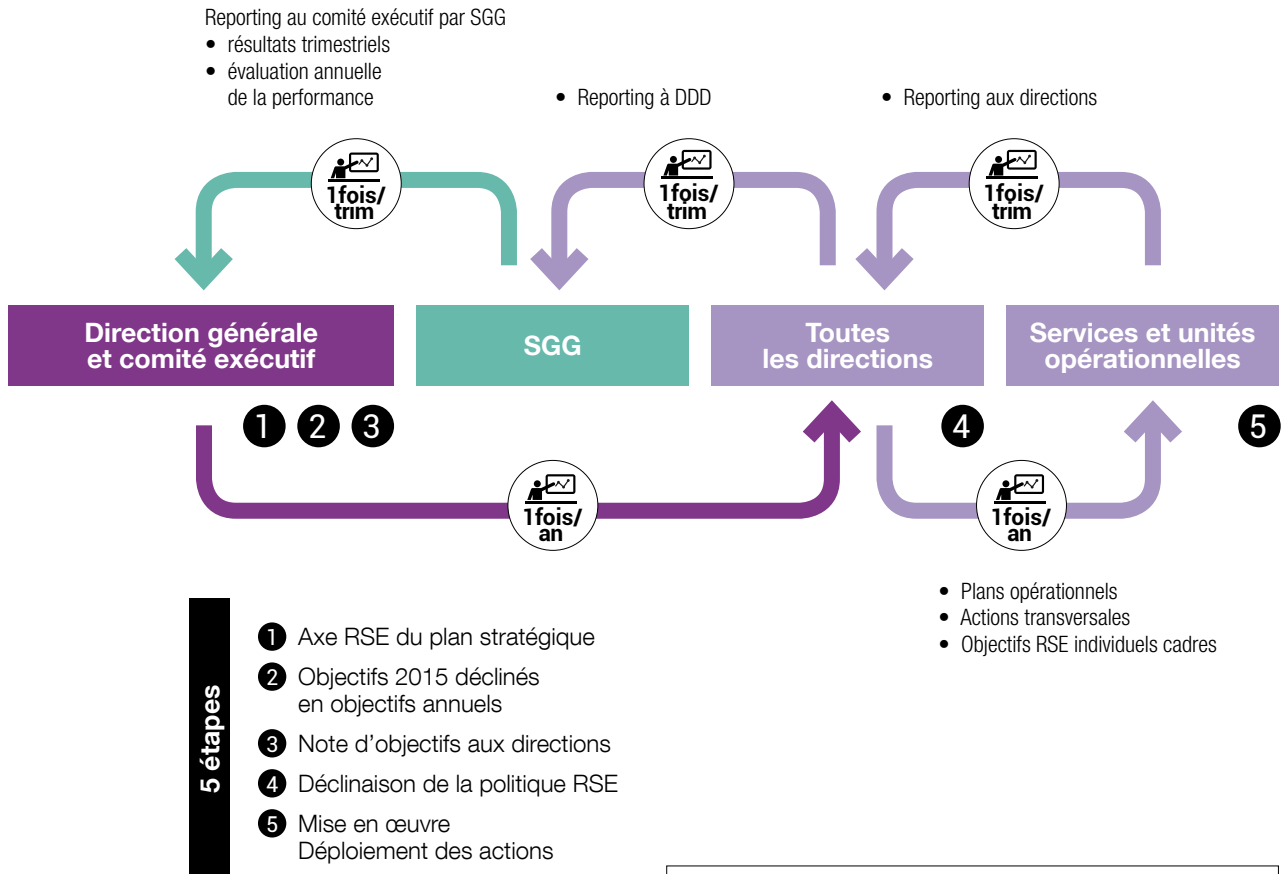 Reporting au comité exécutif par SGG
• résultats trimestriels
• évaluation annuelle
de la performance
• Reporting à DDD
• Reporting aux directions
1fois/
trim
1fois/
trim
1fois/
trim
Direction générale
et comité exécutif
SGG
Toutes
les directions
Services et unités
opérationnelles
1 2 3
4
5
1fois/
an
1fois/
an
• Plans opérationnels
• Actions transversales
• Objectifs RSE individuels cadres
5 étapes
1 Axe RSE du plan stratégique
2 Objectifs 2015 déclinés
en objectifs annuels
3 Note d'objectifs aux directions
4 Déclinaison de la politique RSE
5 Mise en œuvre
Déploiement des actions